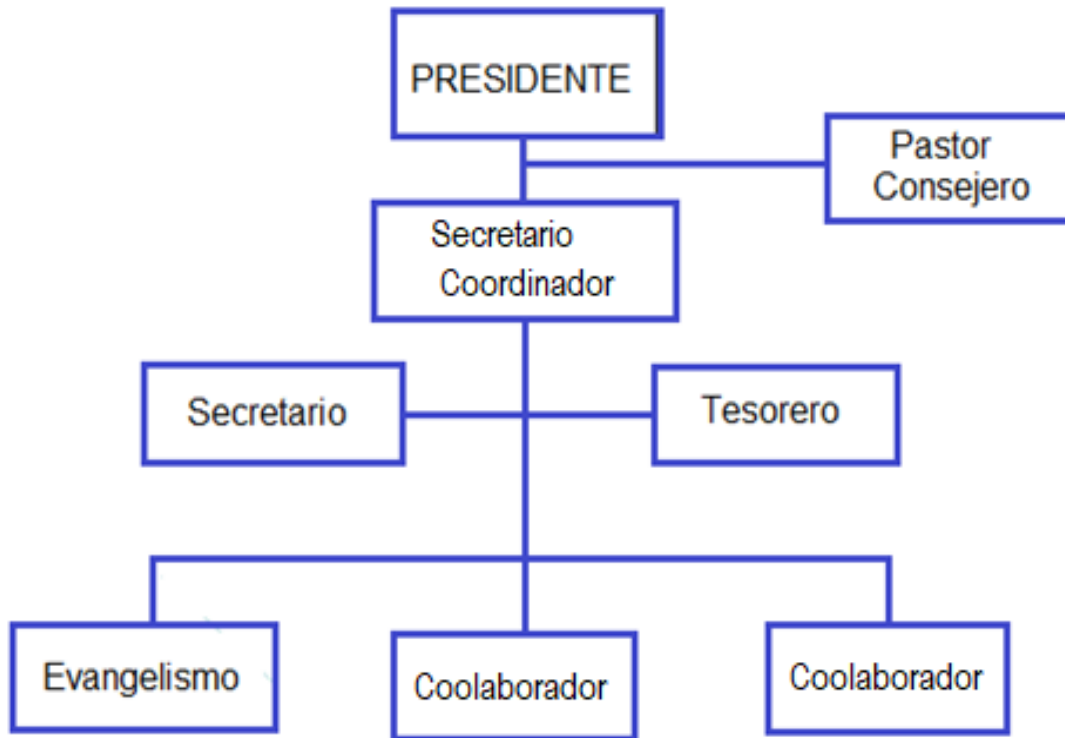 PRESIDENTE
Pastor
Consejero
Secretario
Coordinador
Secretario
Tesorero
Evangelismo
Coolaborador
Coolaborador